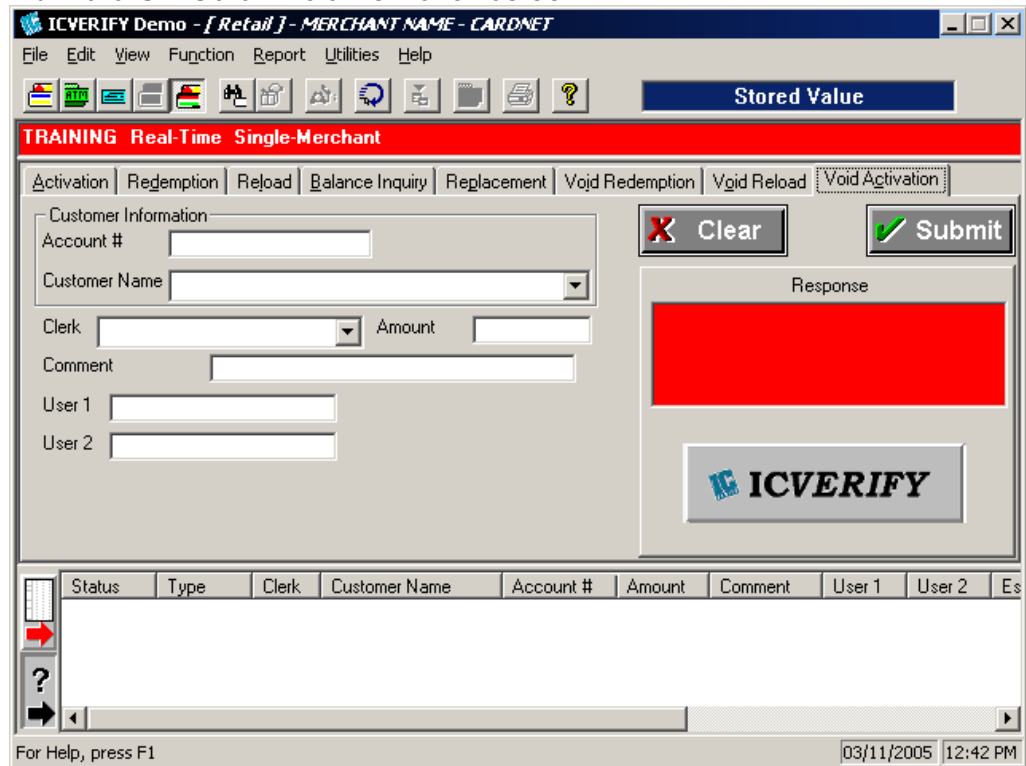 ICVERIFY Demo - [ Retail ] - MERCHANT NAME - CARDNET
File Edit View Function Report Utilities Help
ATM
Stored Value
TRAINING Real-Time Single-Merchant
Activation Redemption Reload Balance Inquiry Replacement Void Redemption Void Reload Void Activation
Customer Information
Account #
Customer Name
Clerk Amount
Comment
User 1
User 2
Clear Submit
Response
ICVERIFY
Status Type Clerk Customer Name Account # Amount Comment User 1 User 2 Es
?
For Help, press F1 03/11/2005 12:42 PM